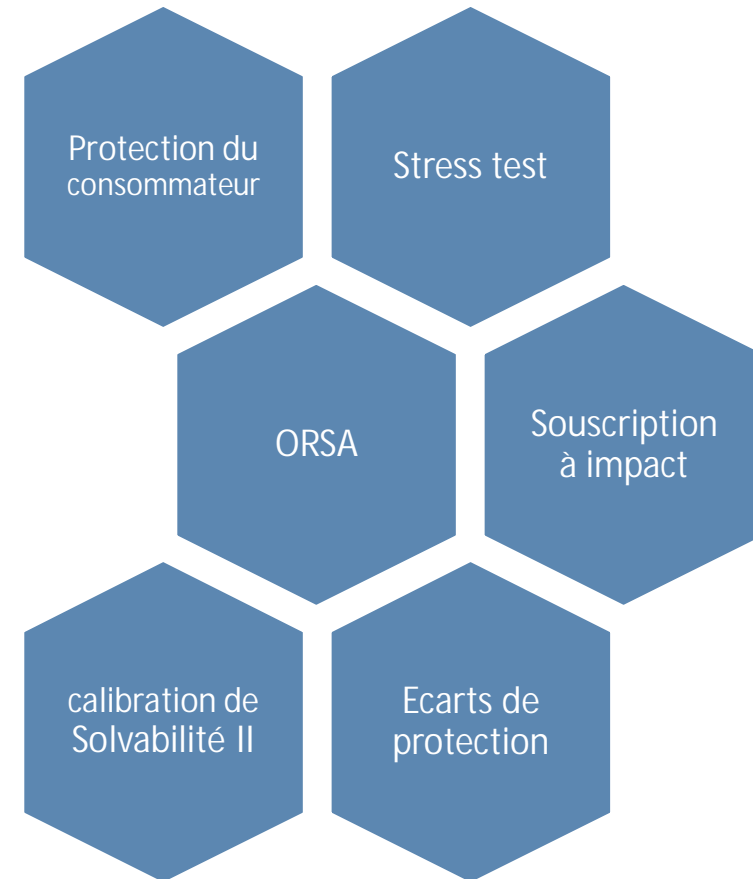 Protection du
consommateur
Stress test
ORSA
Souscription
à impact
calibration de
Solvabilité II
Ecarts de
protection